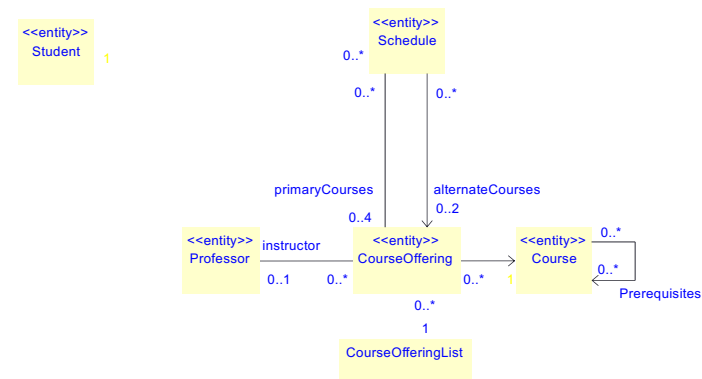 <<entity>>
Student
1
<<entity>>
Schedule
0..*
0..*
0..*
primaryCourses
alternateCourses
0..4
0..2
<<entity>>
Professor
instructor
0..1
0..*
<<entity>>
CourseOffering
0..*
1
<<entity>>
Course
0..*
0..*
Prerequisites
0..*
1
CourseOfferingList